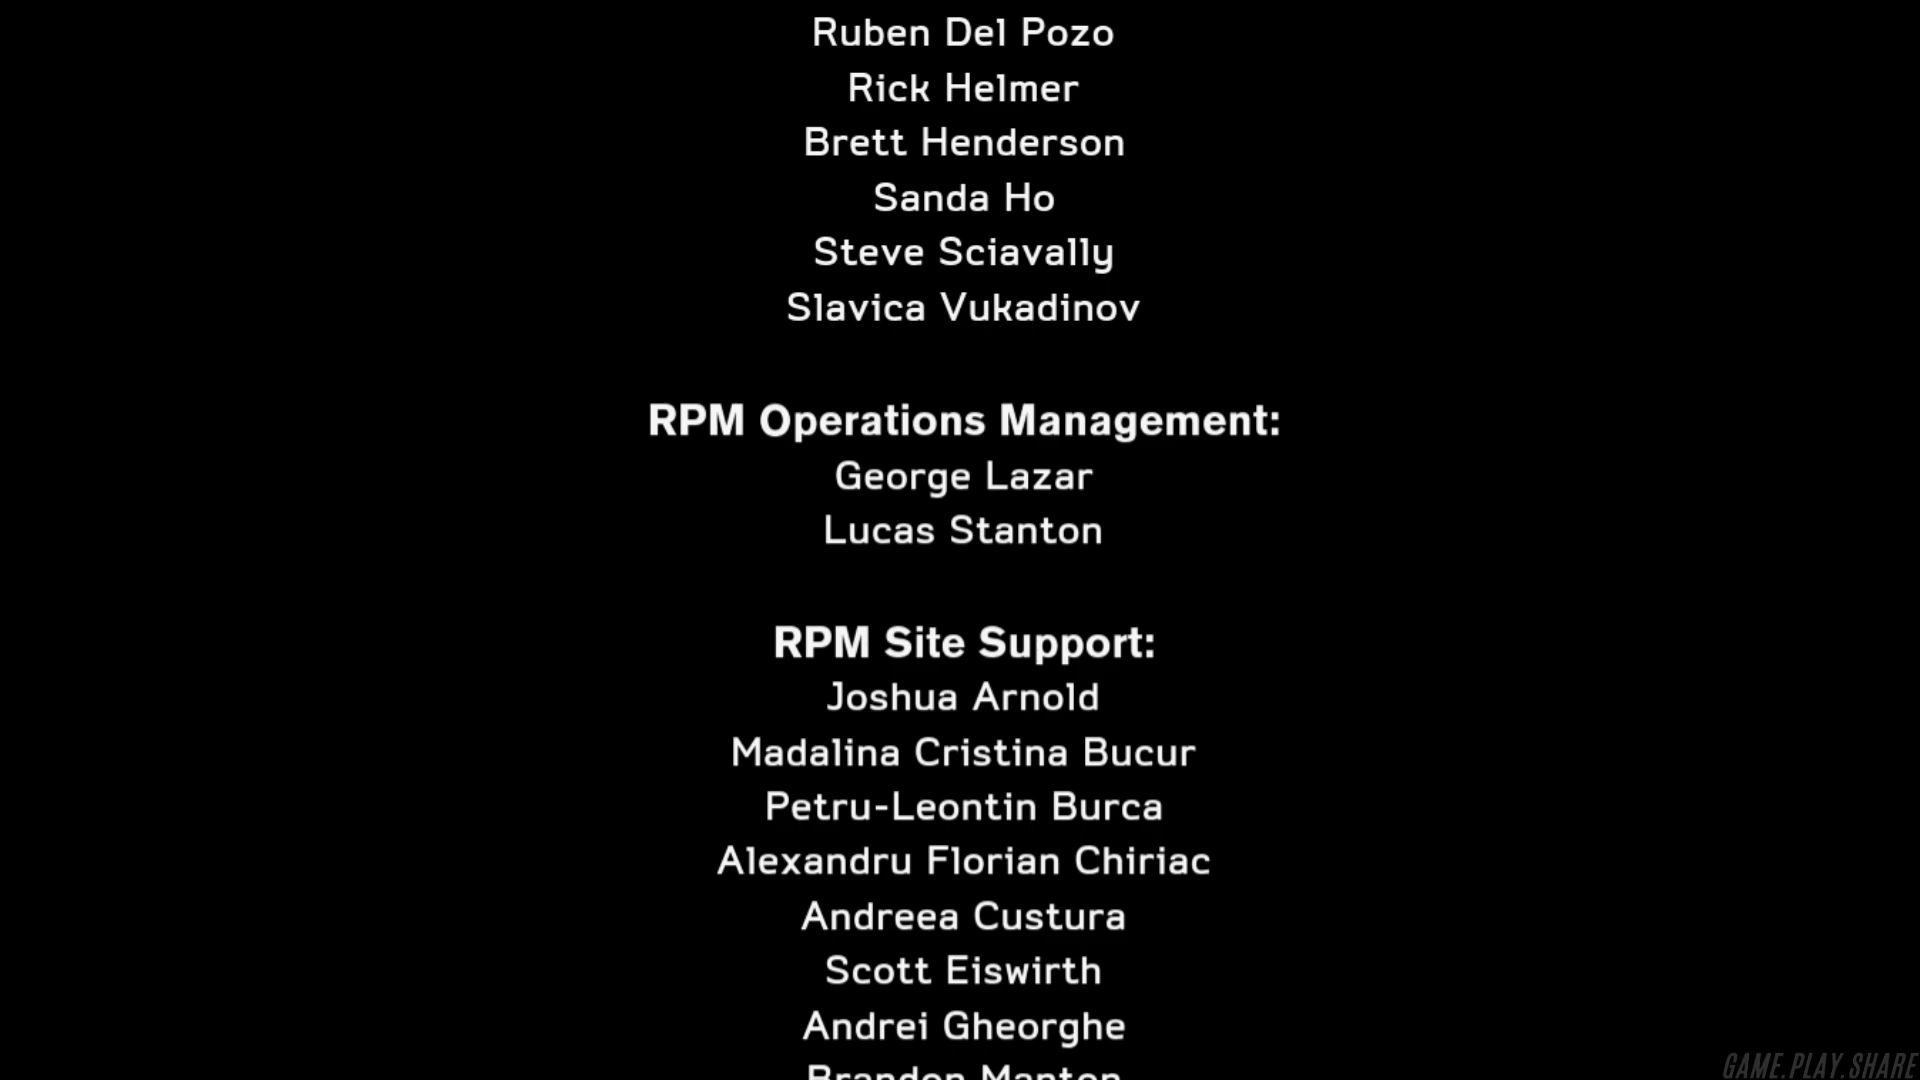 Ruben Del Pozo
Rick Helmer
Brett Henderson
Sanda Ho
Steve Sciavally
Slavica Vukadinov
RPM Operations Management:
George Lazar
Lucas Stanton
RPM Site Support:
Joshua Arnold
Madalina Cristina Bucur
Petru-Leontin Burca
Alexandru Florian Chiriac
Andreea Custura
Scott Eiswirth
Andrei Gheorghe
Brandon Manton
GAME.PLAY.SHARE